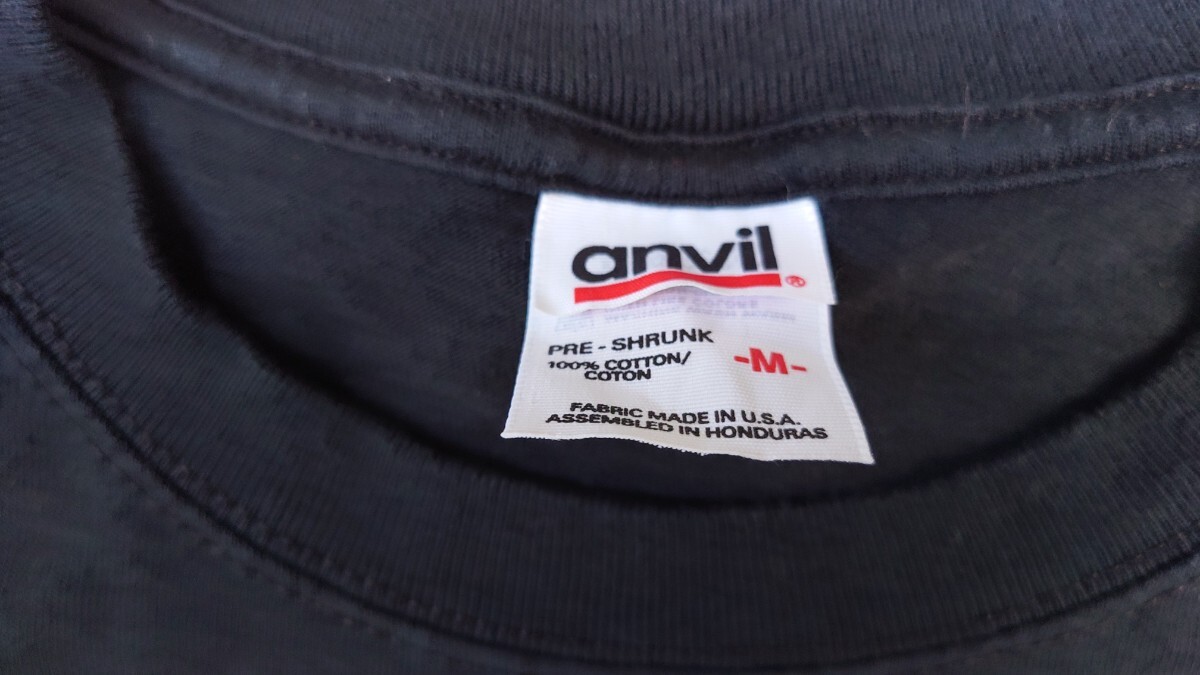 anvil®
PRE - SHRUNK
100% COTTON/
COTON
-M-
FABRIC MADE IN U.S.A.
ASSEMBLED IN HONDURAS